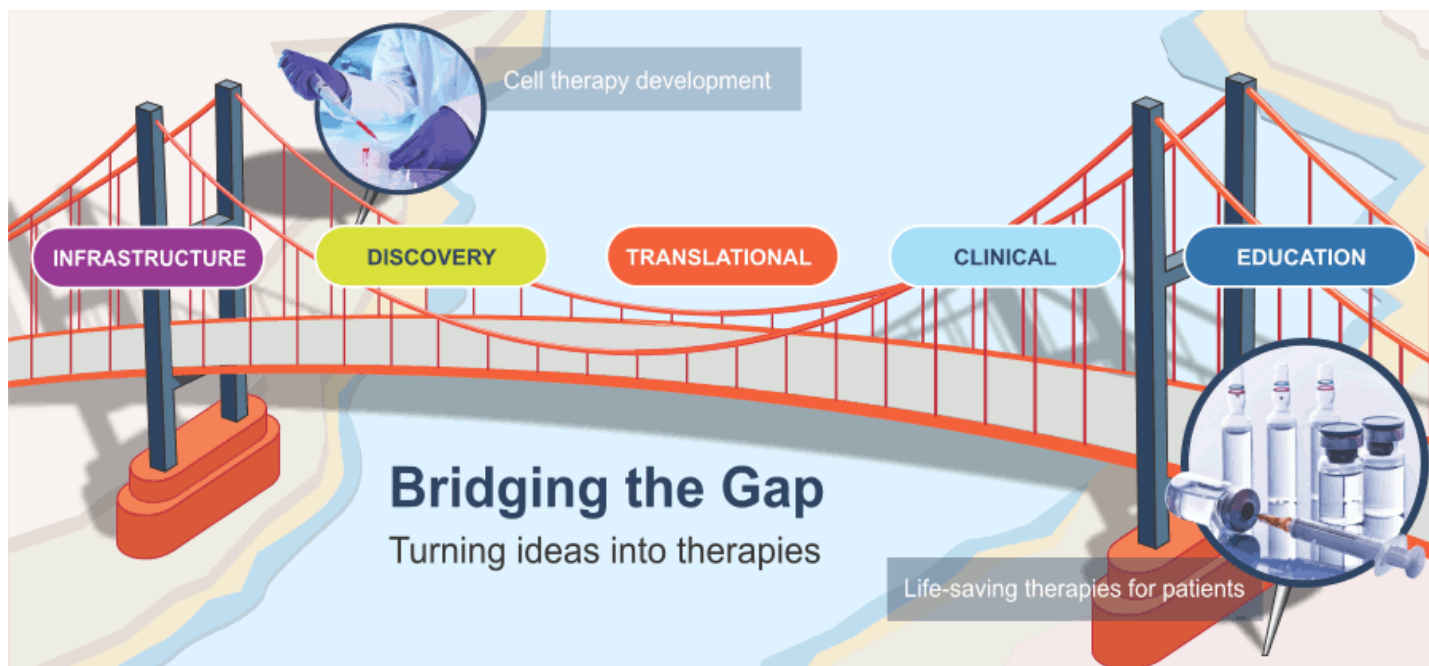 Cell therapy development
INFRASTRUCTURE
DISCOVERY
TRANSLATIONAL
CLINICAL
EDUCATION
Bridging the Gap
Turning ideas into therapies
Life-saving therapies for patients